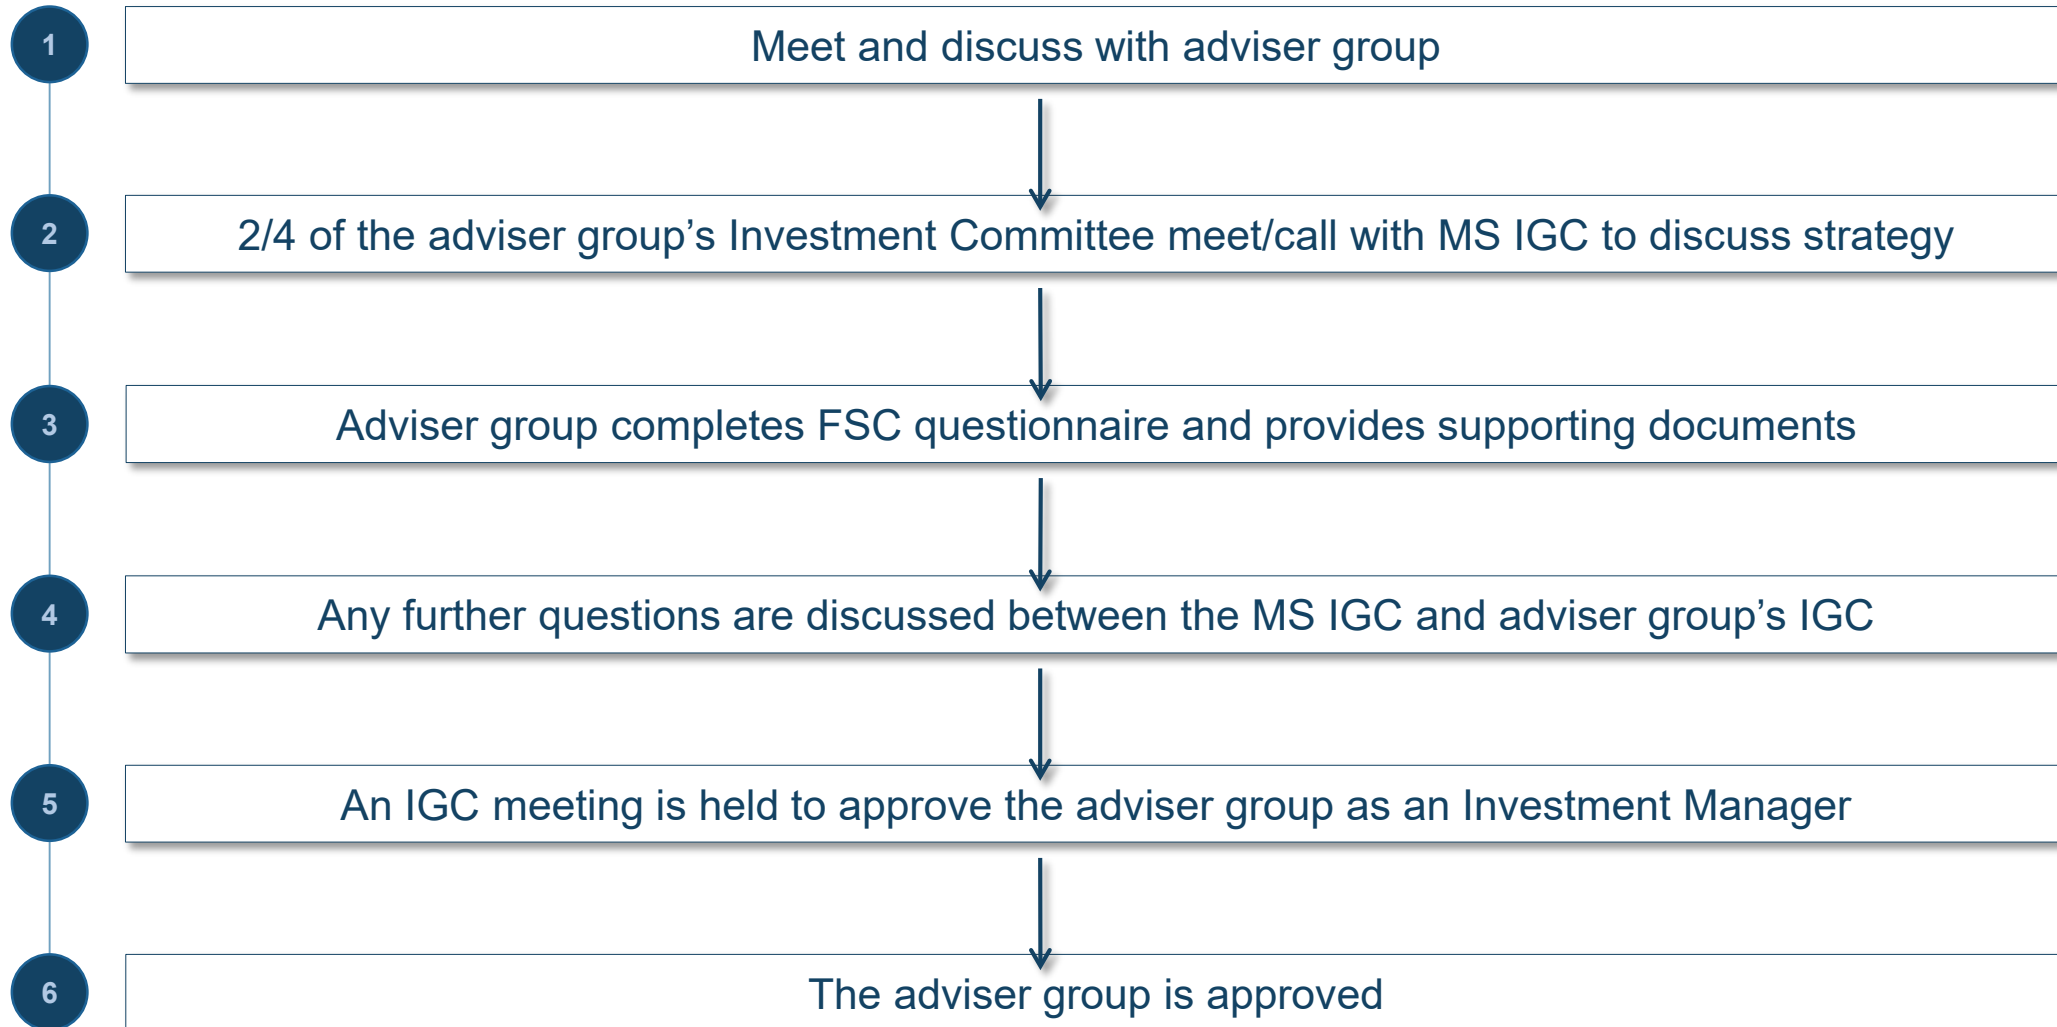 1
Meet and discuss with adviser group
2
2/4 of the adviser group’s Investment Committee meet/call with MS IGC to discuss strategy
3
Adviser group completes FSC questionnaire and provides supporting documents
4
Any further questions are discussed between the MS IGC and adviser group’s IGC
5
An IGC meeting is held to approve the adviser group as an Investment Manager
6
The adviser group is approved